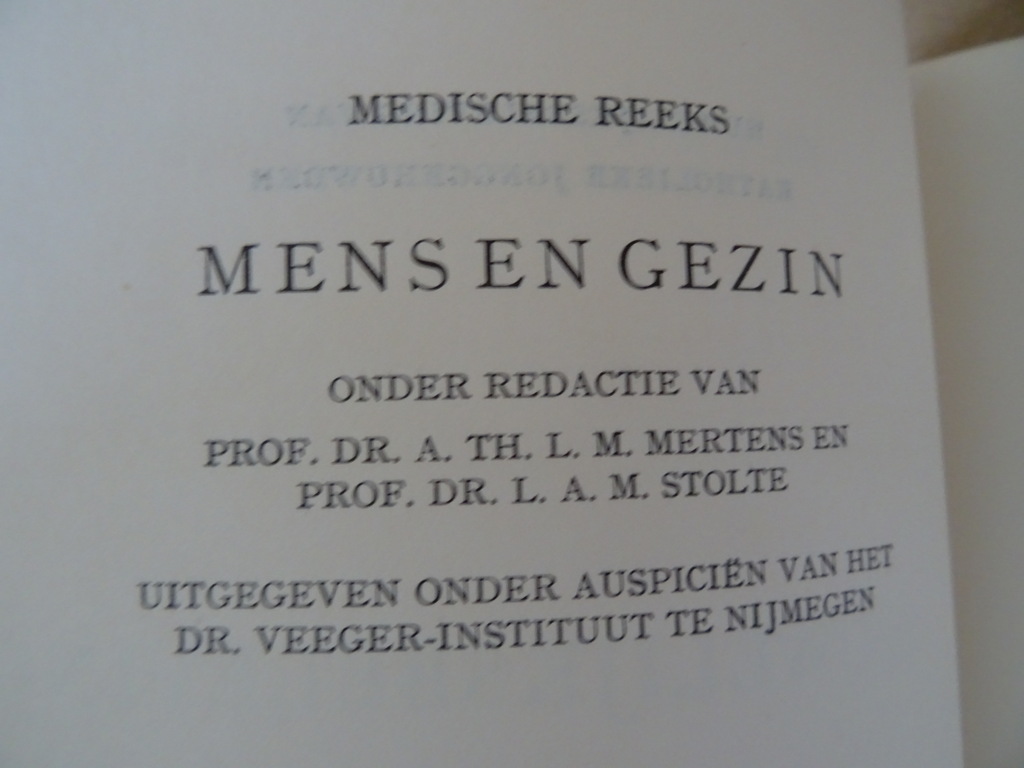 MEDISCHE REEKS
MENS EN GEZIN
ONDER REDACTIE VAN
PROF. DR. A. TH. L. M. MERTENS EN
PROF. DR. L. A. M. STOLTE
UITGEGEVEN ONDER AUSPICIËN VAN HET
DR. VEEGER-INSTITUUT TE NIJMEGEN